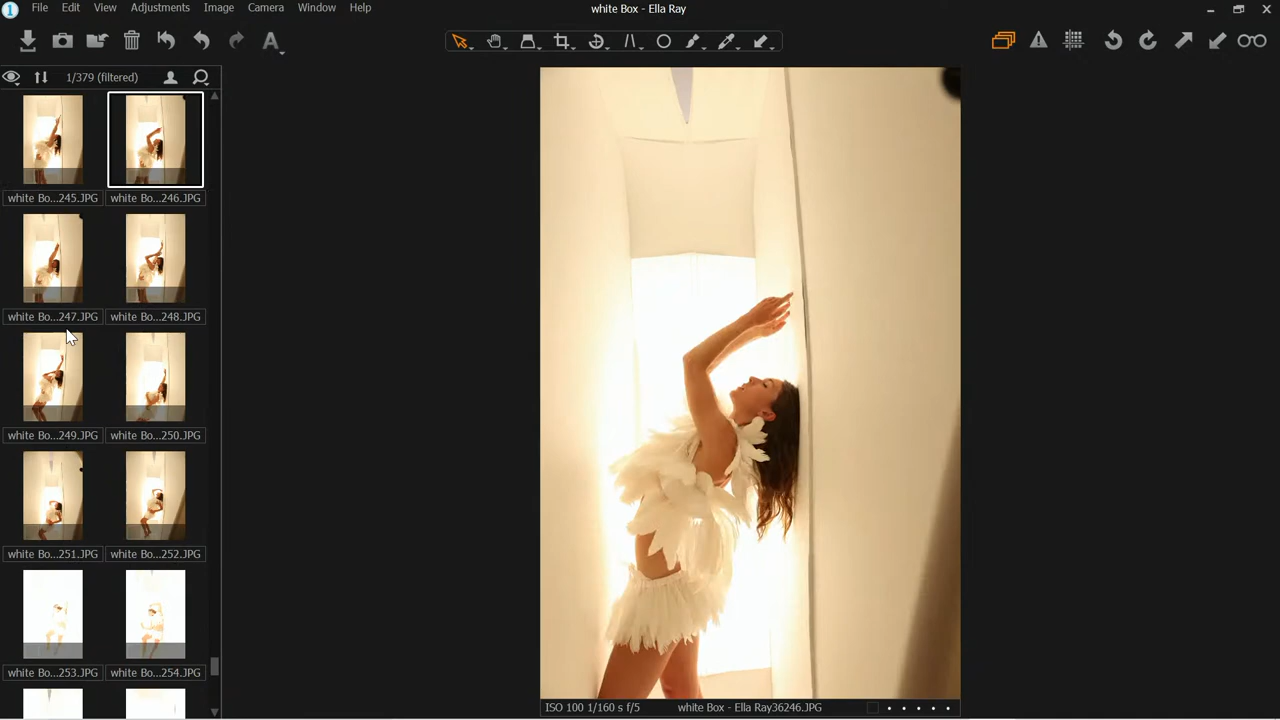 File Edit View Adjustments Image Camera Window Help
white Box - Ella Ray
1/379 (filtered)
white Bo...245.JPG white Bo...246.JPG
white Bo...247.JPG white Bo...248.JPG
white Bo...249.JPG white Bo...250.JPG
white Bo...251.JPG white Bo...252.JPG
white Bo...253.JPG white Bo...254.JPG
ISO 100 1/160 s f/5 white Box - Ella Ray36246.JPG